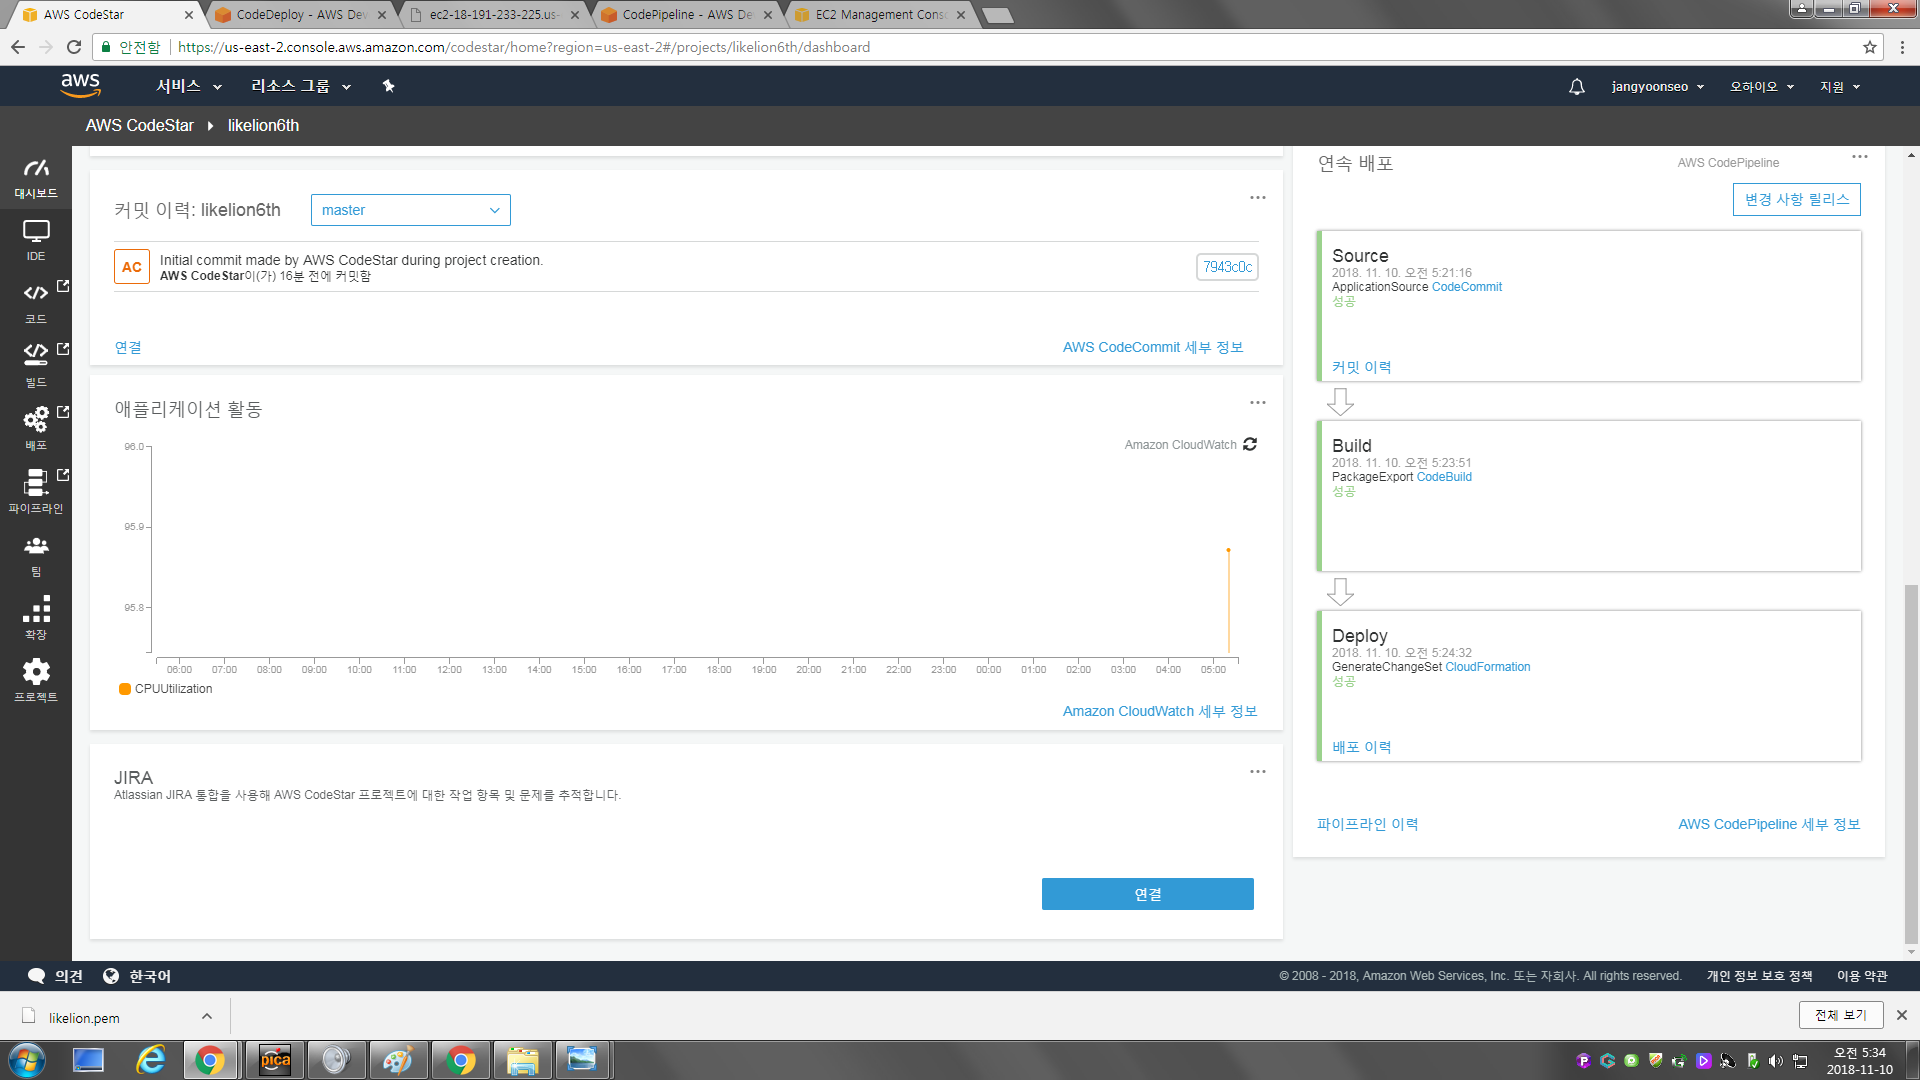 AWS CodeStar
CodeDeploy - AWS Dev
ec2-18-191-233-225.us-
CodePipeline - AWS De
EC2 Management Conso
안전함
https://us-east-2.console.aws.amazon.com/codestar/home?region=us-east-2#/projects/likelion6th/dashboard
aws
서비스
리소스 그룹
jangyoonseo
오하이오
지원
AWS CodeStar
likelion6th
대시보드
IDE
코드
빌드
배포
파이프라인
팀
확장
프로젝트
커밋 이력: likelion6th
master
AC
Initial commit made by AWS CodeStar during project creation.
AWS CodeStar이(가) 16분 전에 커밋함
7943c0c
연결
AWS CodeCommit 세부 정보
애플리케이션 활동
Amazon CloudWatch
96.0
95.9
95.8
06:00 07:00 08:00 09:00 10:00 11:00 12:00 13:00 14:00 15:00 16:00 17:00 18:00 19:00 20:00 21:00 22:00 23:00 00:00 01:00 02:00 03:00 04:00 05:00
CPUUtilization
Amazon CloudWatch 세부 정보
JIRA
Atlassian JIRA 통합을 사용해 AWS CodeStar 프로젝트에 대한 작업 항목 및 문제를 추적합니다.
연결
연속 배포
AWS CodePipeline
변경 사항 릴리스
Source
2018. 11. 10. 오전 5:21:16
ApplicationSource CodeCommit
성공
커밋 이력
Build
2018. 11. 10. 오전 5:23:51
PackageExport CodeBuild
성공
Deploy
2018. 11. 10. 오전 5:24:32
GenerateChangeSet CloudFormation
성공
배포 이력
파이프라인 이력
AWS CodePipeline 세부 정보
의견
한국어
© 2008 - 2018, Amazon Web Services, Inc. 또는 자회사. All rights reserved.
개인 정보 보호 정책
이용 약관
likelion.pem
전체 보기
pica
오전 5:34
2018-11-10